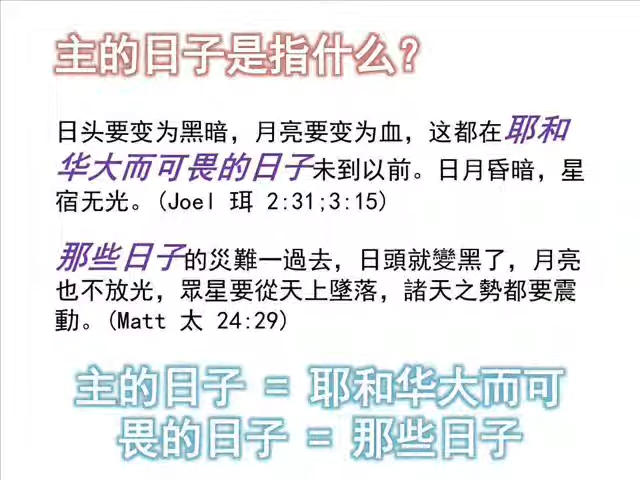 主的日子是指什么？
日头要变为黑暗，月亮要变为血，这都在耶和
华大而可畏的日子未到以前。日月昏暗，星
宿无光。(Joel 珥 2:31;3:15)
那些日子的災難一過去，日頭就變黑了，月亮
也不放光，眾星要從天上墜落，諸天之勢都要震
動。(Matt 太 24:29)
主的日子 = 耶和华大而可
畏的日子 = 那些日子